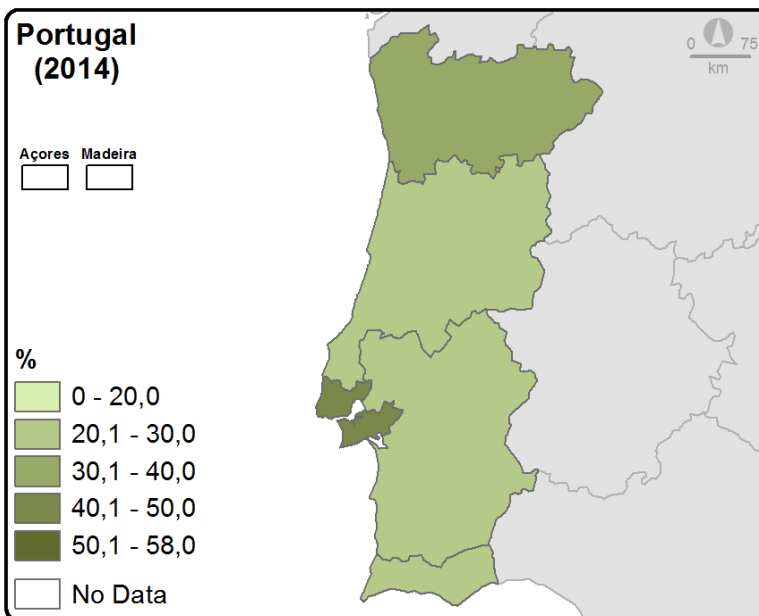 Portugal
(2014)
0 75
km
Açores Madeira
%
0 - 20,0
20,1 - 30,0
30,1 - 40,0
40,1 - 50,0
50,1 - 58,0
No Data